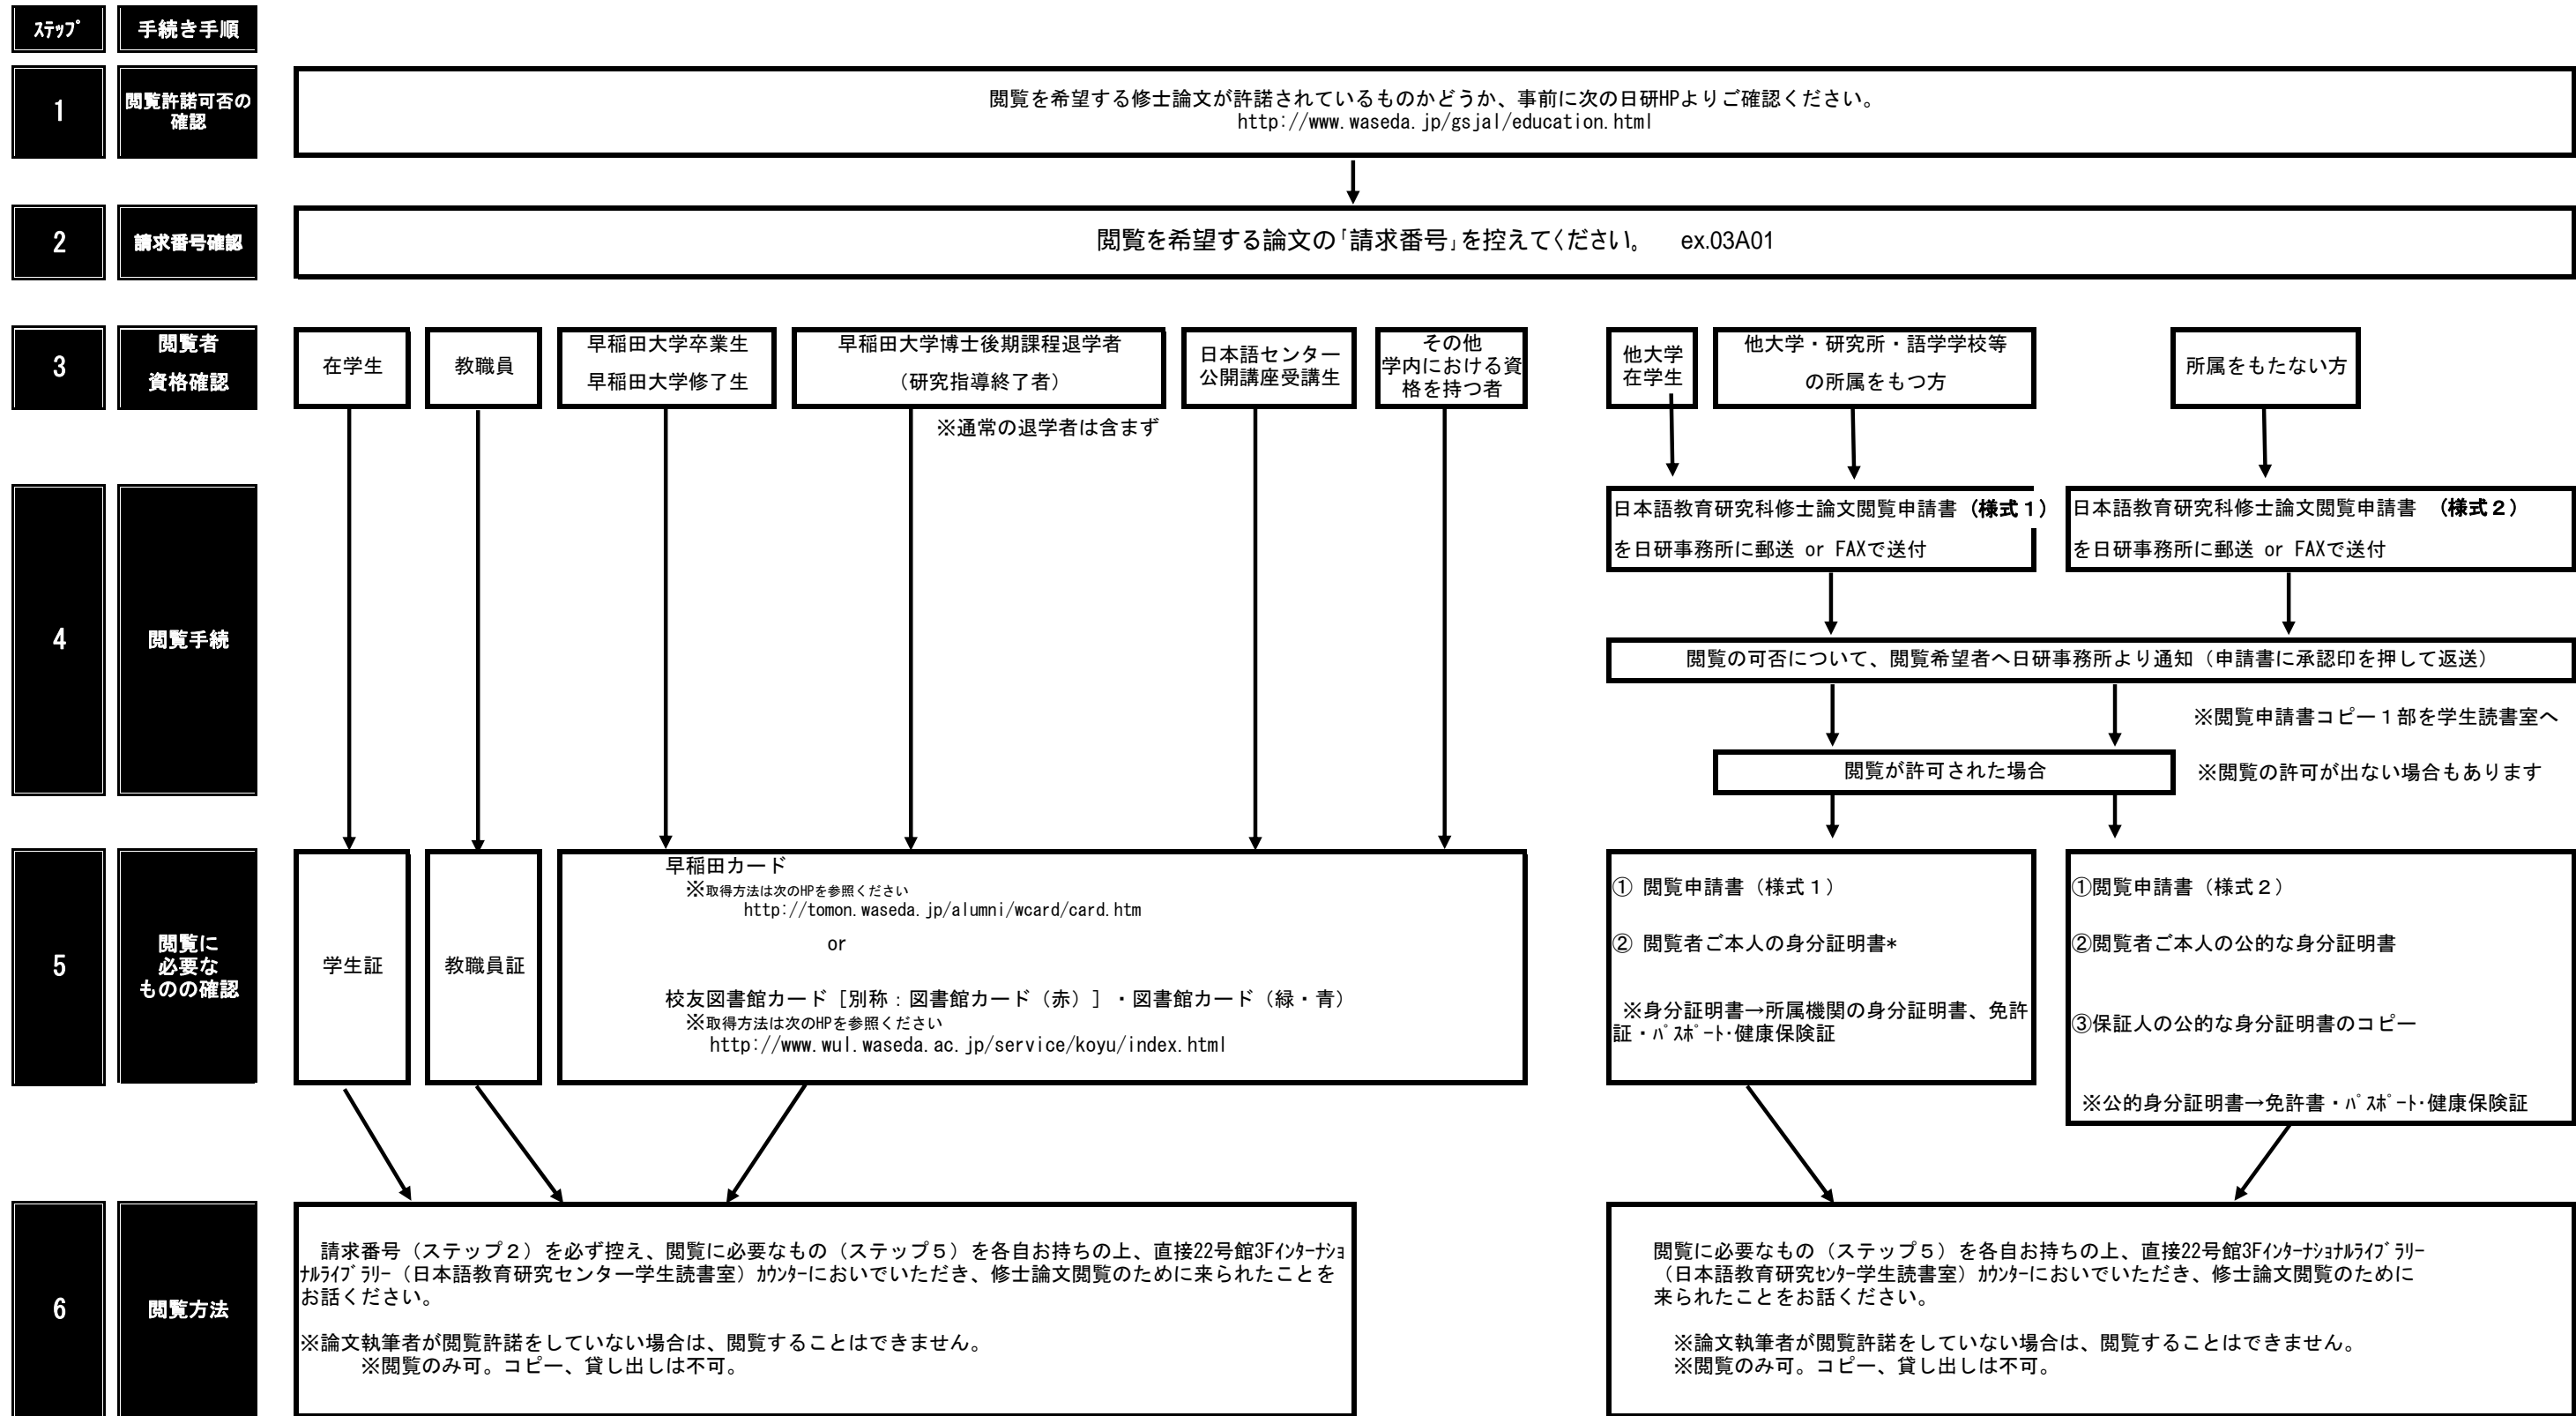 ｽﾃｯﾌﾟ
手続き手順
1
閲覧許諾可否の
確認
閲覧を希望する修士論文が許諾されているものかどうか、事前に次の日研HPよりご確認ください。
http://www.waseda.jp/gsjal/education.html
2
請求番号確認
閲覧を希望する論文の「請求番号」を控えてください。 ex.03A01
3
閲覧者
資格確認
在学生
教職員
早稲田大学卒業生
早稲田大学修了生
早稲田大学博士後期課程退学者
（研究指導終了者）
※通常の退学者は含まず
日本語センター
公開講座受講生
その他
学内における資
格を持つ者
他大学
在学生
他大学・研究所・語学学校等
の所属をもつ方
所属をもたない方
4
閲覧手続
日本語教育研究科修士論文閲覧申請書 (様式１)
を日研事務所に郵送 or FAXで送付
日本語教育研究科修士論文閲覧申請書 (様式２)
を日研事務所に郵送 or FAXで送付
閲覧の可否について、閲覧希望者へ日研事務所より通知（申請書に承認印を押して返送）
※閲覧申請書コピー１部を学生読書室へ
閲覧が許可された場合
※閲覧の許可が出ない場合もあります
5
閲覧に
必要な
ものの確認
学生証
教職員証
早稲田カード
※取得方法は次のHPを参照ください
http://tomon.waseda.jp/alumni/wcard/card.htm
or
校友図書館カード［別称：図書館カード（赤）］・図書館カード（緑・青）
※取得方法は次のHPを参照ください
http://www.wul.waseda.ac.jp/service/koyu/index.html
① 閲覧申請書（様式１）
② 閲覧者ご本人の身分証明書*
※身分証明書→所属機関の身分証明書、免許
証・ﾊﾟｽﾎﾟｰﾄ・健康保険証
①閲覧申請書（様式２）
②閲覧者ご本人の公的な身分証明書
③保証人の公的な身分証明書のコピー
※公的身分証明書→免許書・ﾊﾟｽﾎﾟｰﾄ・健康保険証
6
閲覧方法
請求番号（ステップ２）を必ず控え、閲覧に必要なもの（ステップ５）を各自お持ちの上、直接22号館3Fｲﾝﾀｰﾅｼｮ
ﾅﾙﾗｲﾌﾞﾗﾘｰ（日本語教育研究センター学生読書室）ｶｳﾝﾀｰにおいでいただき、修士論文閲覧のために来られたことを
お話ください。
※論文執筆者が閲覧許諾をしていない場合は、閲覧することはできません。
※閲覧のみ可。コピー、貸し出しは不可。
閲覧に必要なもの（ステップ５）を各自お持ちの上、直接22号館3Fｲﾝﾀｰﾅｼｮﾅﾙﾗｲﾌﾞﾗﾘｰ
（日本語教育研究ｾﾝﾀｰ学生読書室）ｶｳﾝﾀｰにおいでいただき、修士論文閲覧のために
来られたことをお話ください。
※論文執筆者が閲覧許諾をしていない場合は、閲覧することはできません。
※閲覧のみ可。コピー、貸し出しは不可。